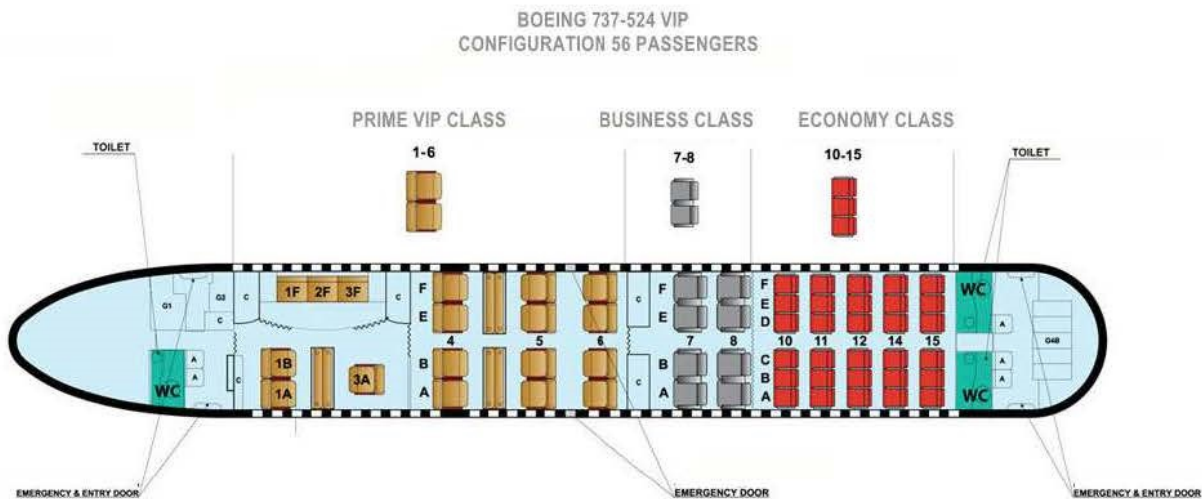 BOEING 737-524 VIP
CONFIGURATION 56 PASSENGERS
PRIME VIP CLASS
BUSINESS CLASS
ECONOMY CLASS
TOILET
1-6
7-8
10-15
TOILET
G1
G2
C
C
1F 2F 3F
C
F
E
C
F
E
F
E
D
WC
A
4
5
6
7
8
10
11
12
14
15
G4B
WC
A
A
C
1B
1A
3A
B
A
C
B
A
C
B
A
WC
A
A
EMERGENCY & ENTRY DOOR
EMERGENCY DOOR
EMERGENCY & ENTRY DOOR